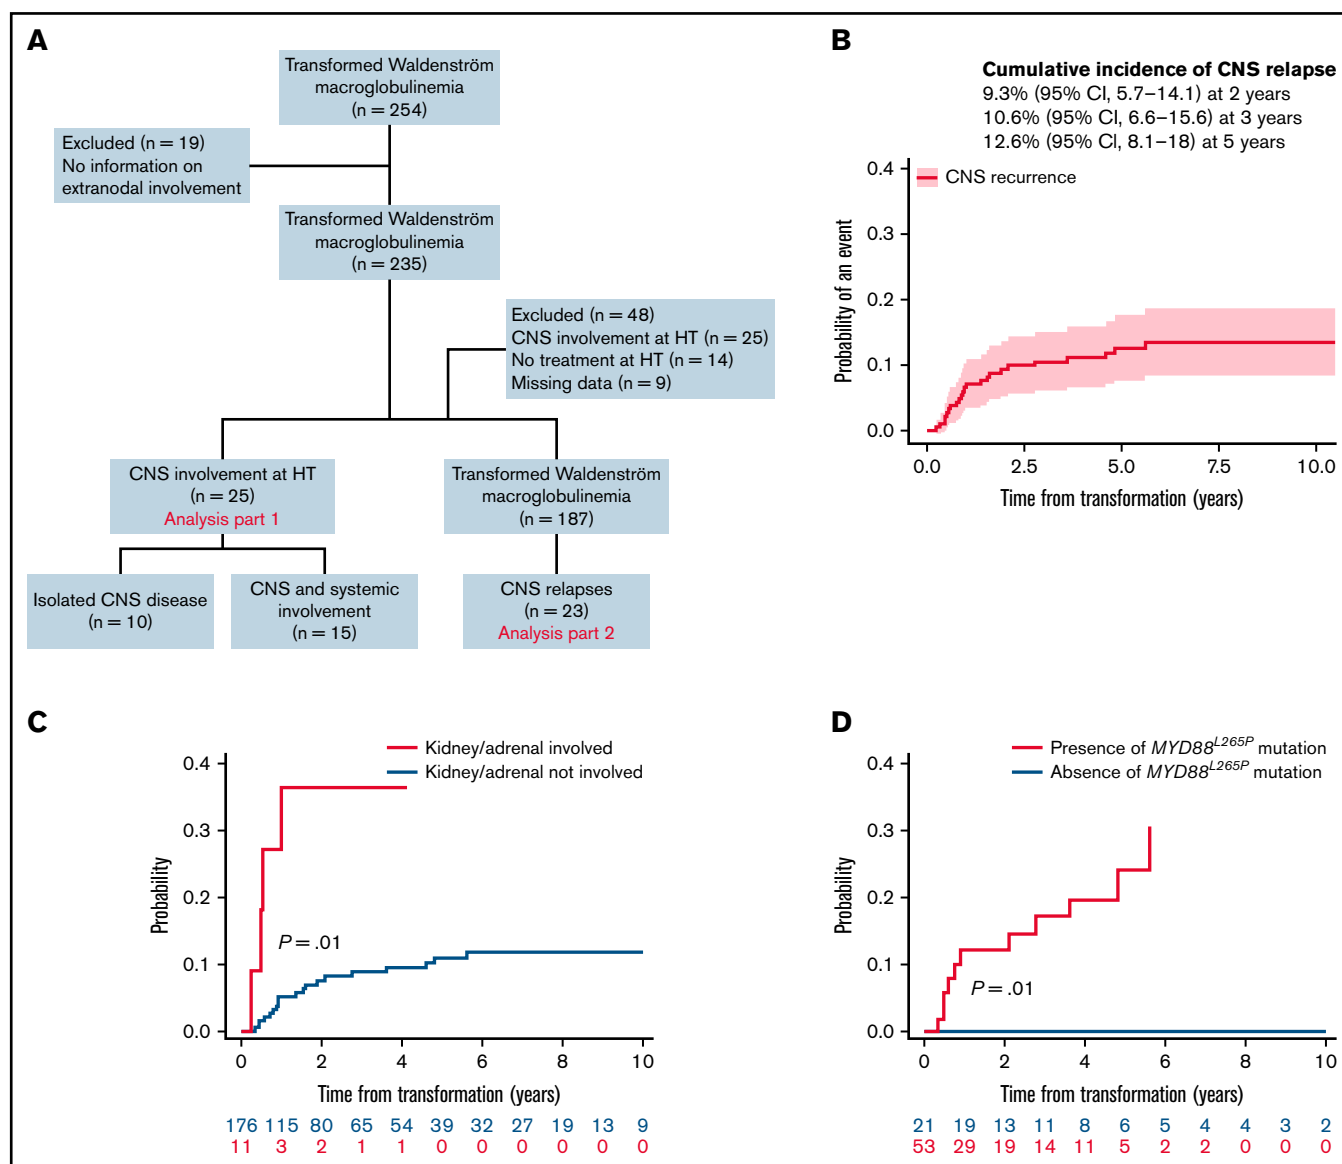 A
Transformed Waldenström
macroglobulinemia
(n = 254)
Excluded (n = 19)
No information on
extranodal involvement
Transformed Waldenström
macroglobulinemia
(n = 235)
Excluded (n = 48)
CNS involvement at HT (n = 25)
No treatment at HT (n = 14)
Missing data (n = 9)
CNS involvement at HT
(n = 25)
Analysis part 1
Transformed Waldenström
macroglobulinemia
(n = 187)
Isolated CNS disease
(n = 10)
CNS and systemic
involvement
(n = 15)
CNS relapses
(n = 23)
Analysis part 2
B
Cumulative incidence of CNS relapse
9.3% (95% CI, 5.7–14.1) at 2 years
10.6% (95% CI, 6.6–15.6) at 3 years
12.6% (95% CI, 8.1–18) at 5 years
CNS recurrence
Probability of an event
0.4
0.3
0.2
0.1
0.0
0.0 2.5 5.0 7.5 10.0
Time from transformation (years)
C
Kidney/adrenal involved
Kidney/adrenal not involved
Probability
0.4
0.3
0.2
0.1
0.0
P = .01
0 2 4 6 8 10
Time from transformation (years)
176 115 80 65 54 39 32 27 19 13 9
11 3 2 1 1 0 0 0 0 0 0
D
Presence of MYD88L265P mutation
Absence of MYD88L265P mutation
Probability
0.4
0.3
0.2
0.1
0.0
P = .01
0 2 4 6 8 10
Time from transformation (years)
21 19 13 11 8 6 5 4 4 3 2
53 29 19 14 11 5 2 2 0 0 0